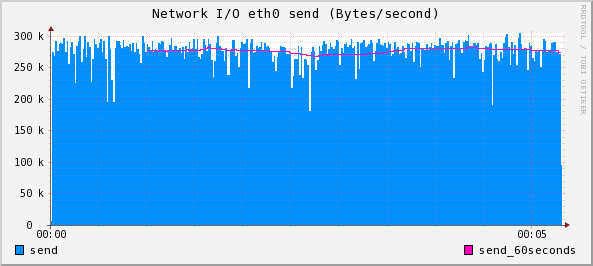 Network I/O eth0 send (Bytes/second)
RRDTOOL / TOBI OETIKER
300 k
250 k
200 k
150 k
100 k
50 k
0
00:00 00:05
send send_60seconds